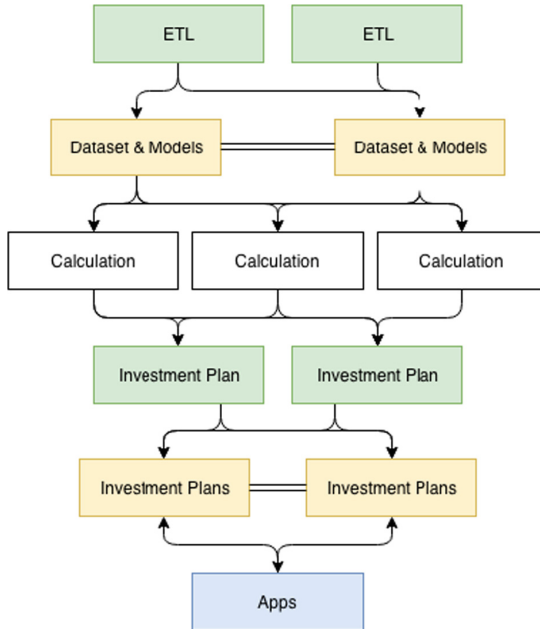 ETL
ETL
Dataset & Models
Dataset & Models
Calculation
Calculation
Calculation
Investment Plan
Investment Plan
Investment Plans
Investment Plans
Apps